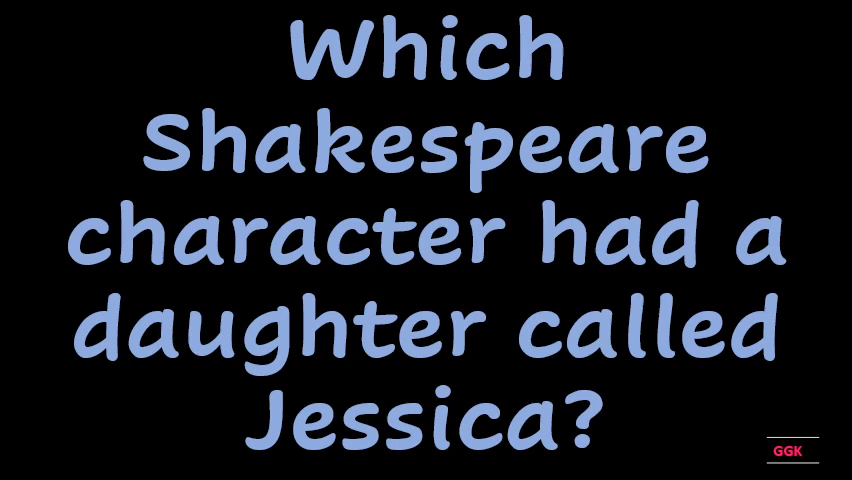 Which
Shakespeare
character had a
daughter called
Jessica?
GGK